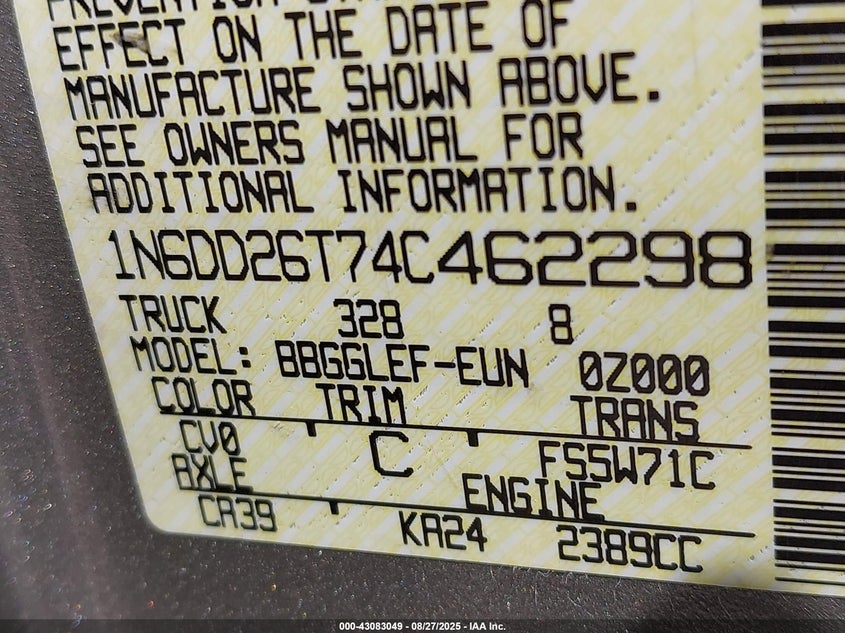 PREVENTION
EFFECT ON THE DATE OF
MANUFACTURE SHOWN ABOVE.
SEE OWNERS MANUAL FOR
ADDITIONAL INFORMATION.
1N6DD26T74C462298
TRUCK 328 8
MODEL: BBGGLEF-EUN 0Z000
COLOR TRIM TRANS
CV0 C FS5W71C
AXLE ENGINE
CA39 KA24 2389CC
000-43083049 - 08/27/2025 - IAA Inc.